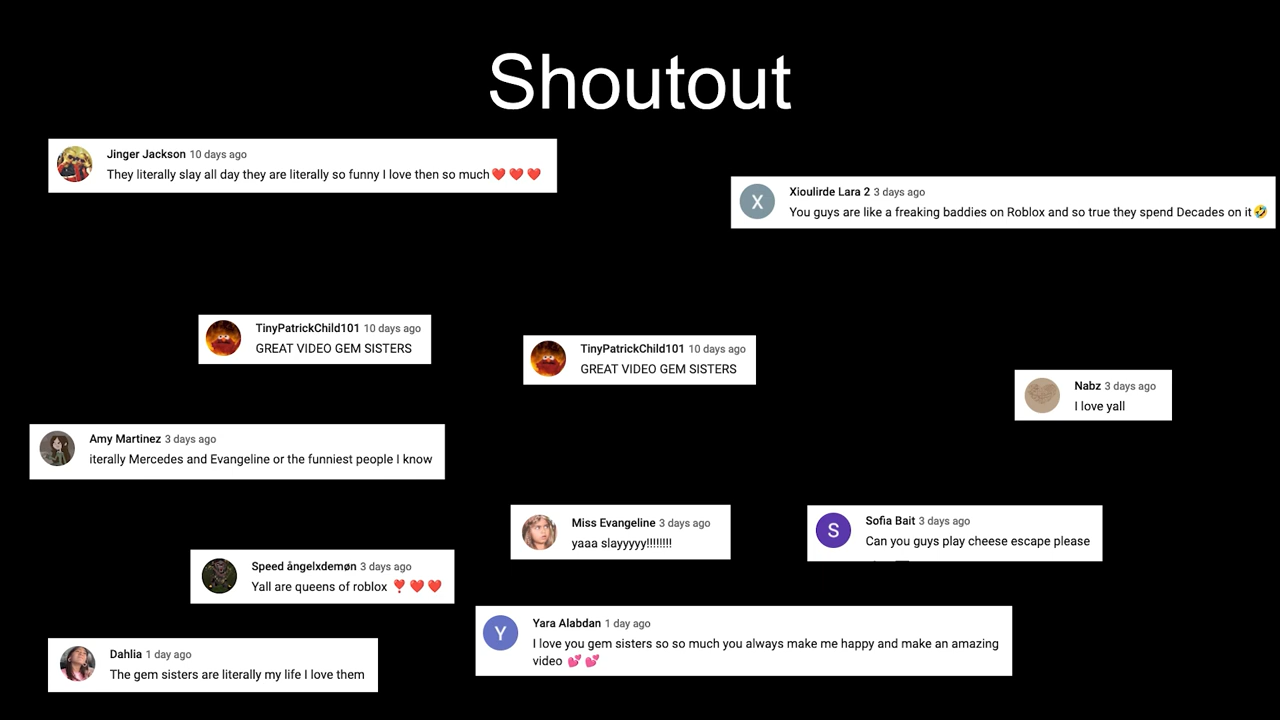 Shoutout
Jinger Jackson 10 days ago
They literally slay all day they are literally so funny I love then so much❤️❤️❤️
Xioulirde Lara 2 3 days ago
You guys are like a freaking baddies on Roblox and so true they spend Decades on it🤣
TinyPatrickChild101 10 days ago
GREAT VIDEO GEM SISTERS
TinyPatrickChild101 10 days ago
GREAT VIDEO GEM SISTERS
Nabz 3 days ago
I love yall
Amy Martinez 3 days ago
iterally Mercedes and Evangeline or the funniest people I know
Miss Evangeline 3 days ago
yaaa slayyyyy!!!!!!!!
S
Sofia Bait 3 days ago
Can you guys play cheese escape please
Speed ångelxdemøn 3 days ago
Yall are queens of roblox ❣️❤️❤️
Y
Yara Alabdan 1 day ago
I love you gem sisters so so much you always make me happy and make an amazing
video 💕💕
Dahlia 1 day ago
The gem sisters are literally my life I love them
X